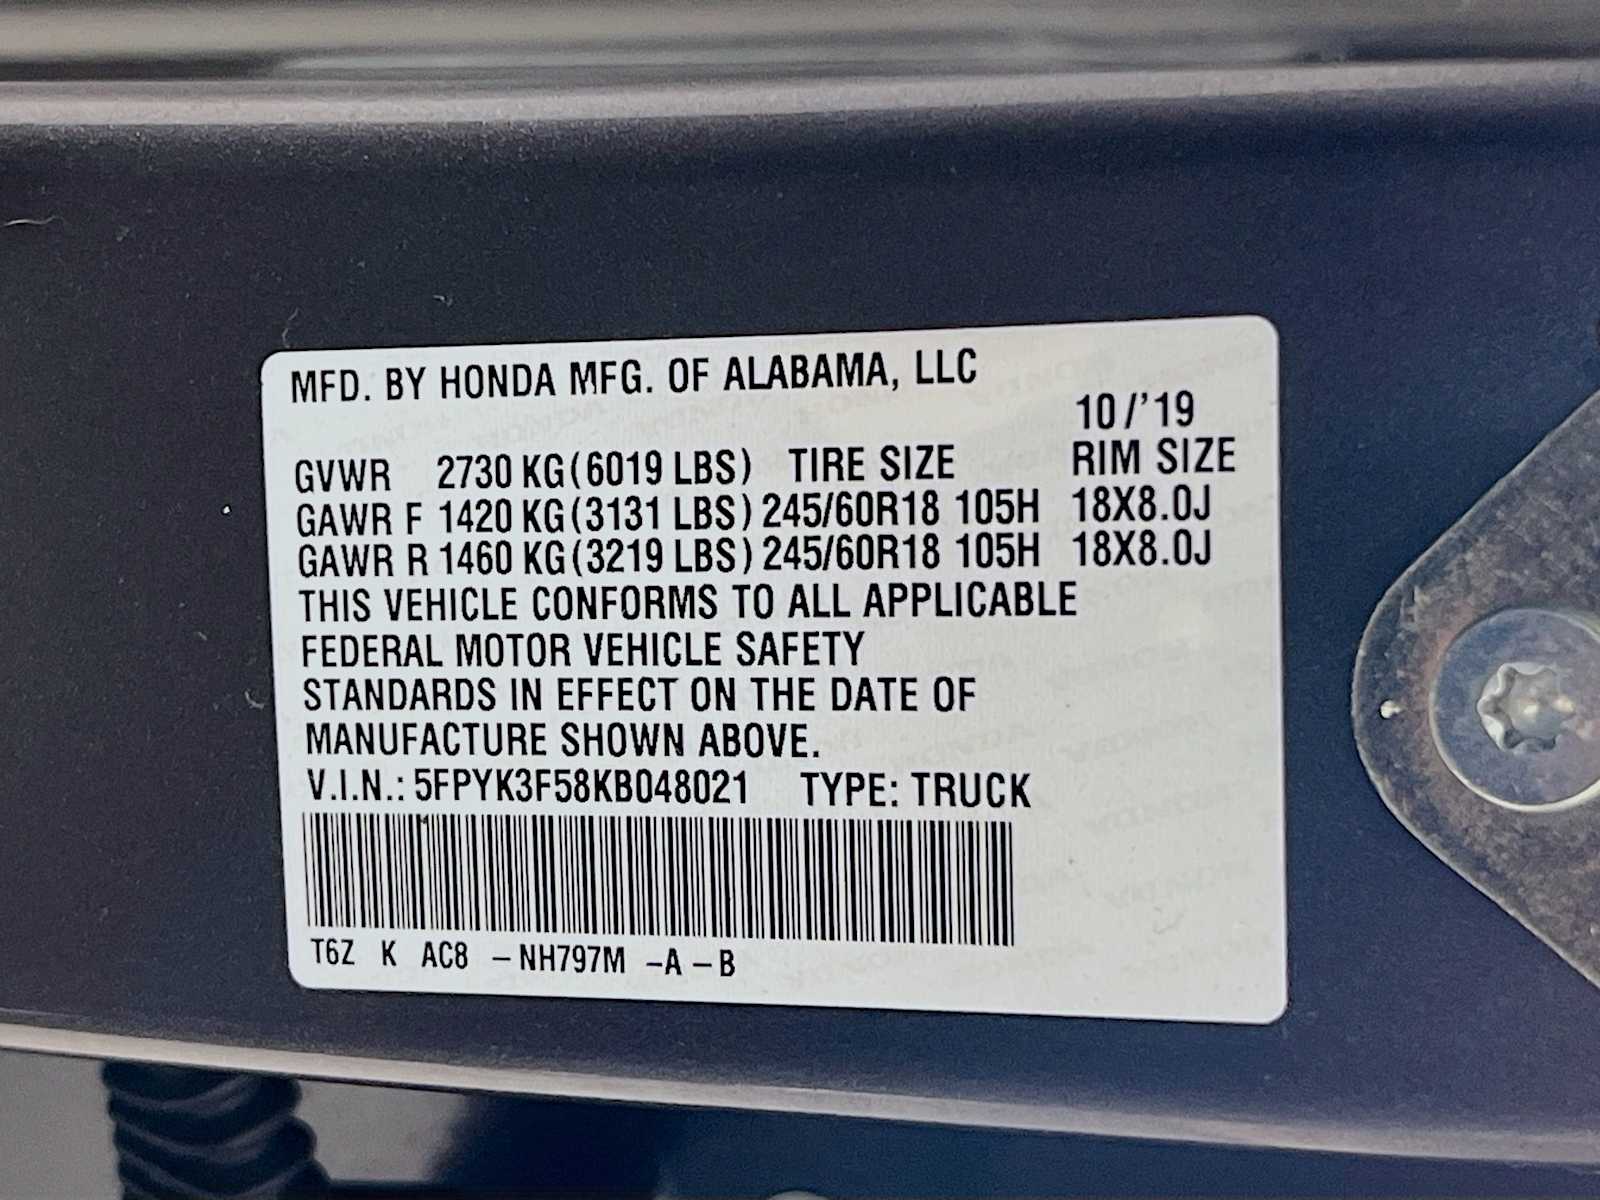 MFD. BY HONDA MFG. OF ALABAMA, LLC
10 /'19
GVWR 2730 KG (6019 LBS) TIRE SIZE RIM SIZE
GAWR F 1420 KG (3131 LBS) 245/60R18 105H 18X8.0J
GAWR R 1460 KG (3219 LBS) 245/60R18 105H 18X8.0J
THIS VEHICLE CONFORMS TO ALL APPLICABLE
FEDERAL MOTOR VEHICLE SAFETY
STANDARDS IN EFFECT ON THE DATE OF
MANUFACTURE SHOWN ABOVE.
V.I.N.: 5FPYK3F58KB048021 TYPE: TRUCK
T6Z K AC8 – NH797M –A – B